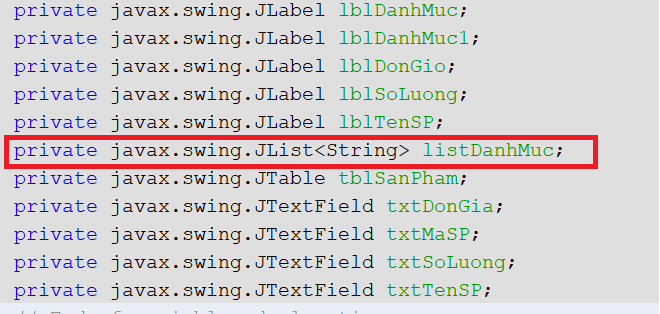 private javax.swing.JLabel lblDanhMuc;
private javax.swing.JLabel lblDanhMuc1;
private javax.swing.JLabel lblDonGio;
private javax.swing.JLabel lblSoLuong;
private javax.swing.JLabel lblTenSP;
private javax.swing.JList<String> listDanhMuc;
private javax.swing.JTable tblSanPham;
private javax.swing.JTextField txtDonGia;
private javax.swing.JTextField txtMaSP;
private javax.swing.JTextField txtSoLuong;
private javax.swing.JTextField txtTenSP;